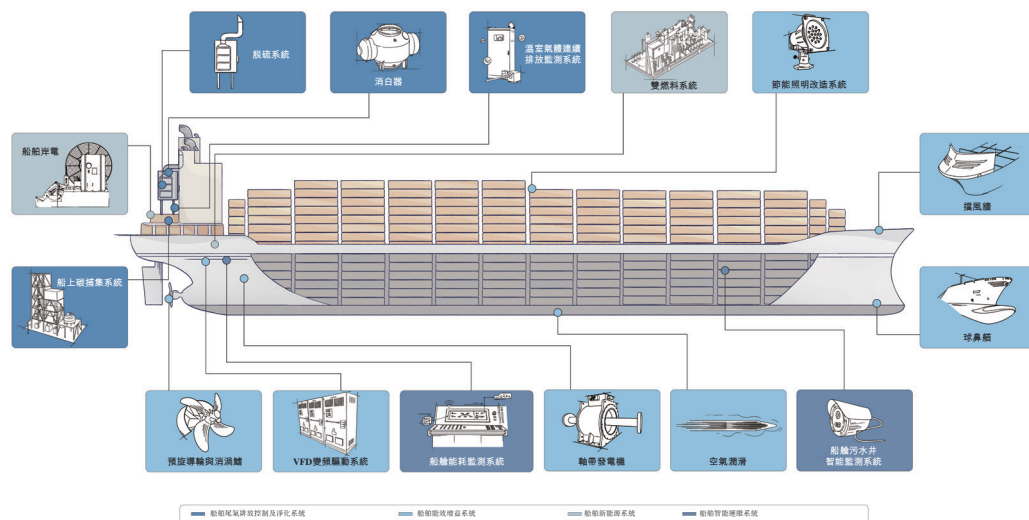 脱硫系統
消白器
溫室氣體連續
排放監測系統
雙燃料系統
節能照明改造系統
船舶岸電
擋風牆
船上碳捕集系統
球鼻艏
預旋導輪與消渦鰭
VFD變頻驅動系統
船艙能耗監測系統
軸帶發電機
空氣潤滑
船艙污水井
智能監測系統
船舶尾氣排放控制及淨化系統
船舶能效增益系統
船舶新能源系統
船舶智能運維系統